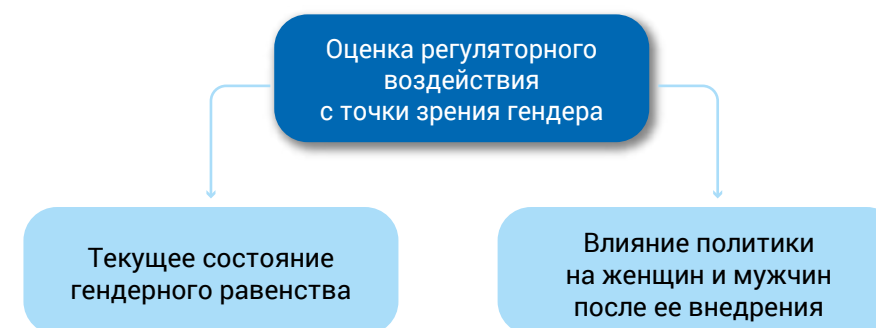 Оценка регуляторного
воздействия
с точки зрения гендера
Текущее состояние
гендерного равенства
Влияние политики
на женщин и мужчин
после ее внедрения